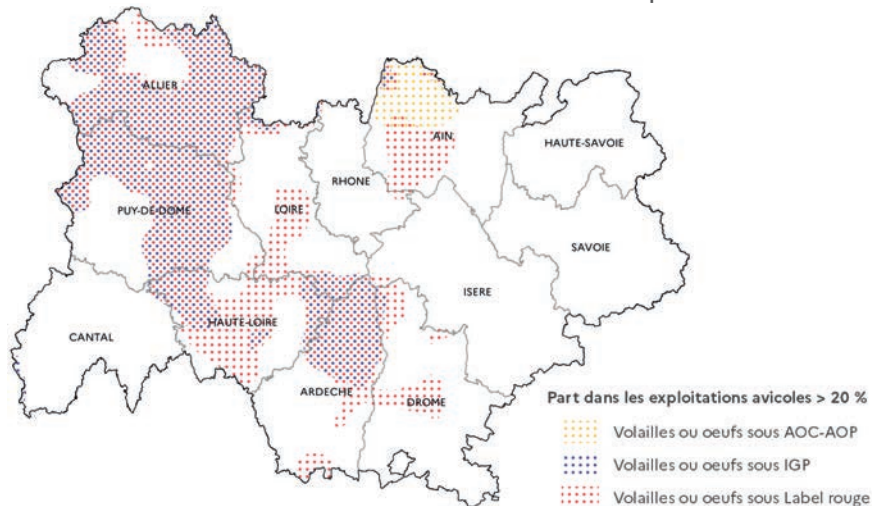 ALLIER
AIN
HAUTE-SAVOIE
RHONE
PUY-DE-DOME
LOIRE
SAVOIE
ISERE
HAUTE-LOIRE
CANTAL
ARDECHE
DROME
Part dans les exploitations avicoles > 20 %
Volailles ou oeufs sous AOC-AOP
Volailles ou oeufs sous IGP
Volailles ou oeufs sous Label rouge